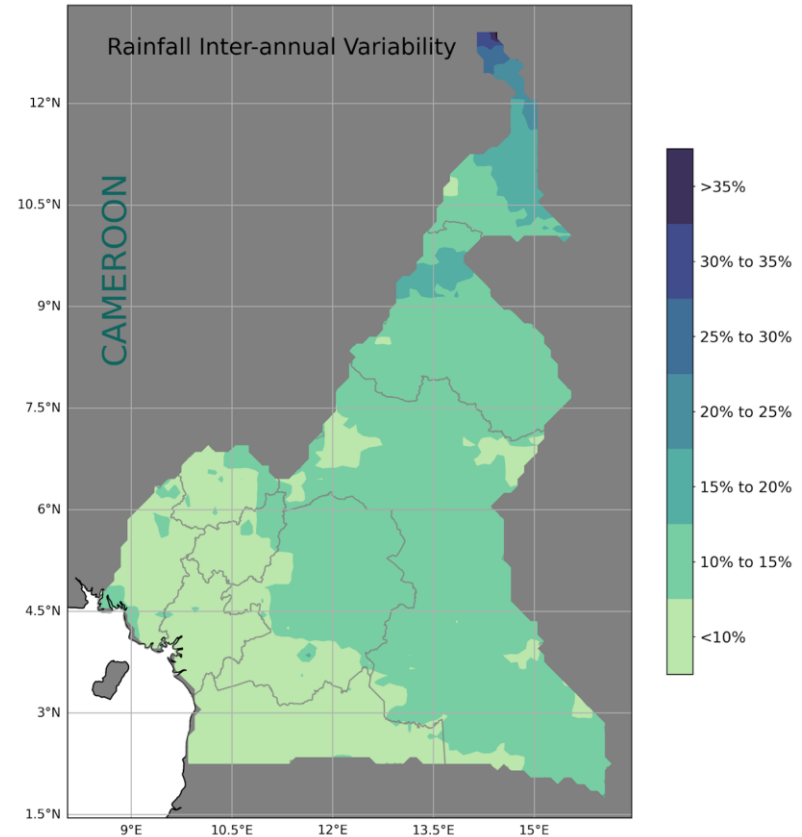 Rainfall Inter-annual Variability
CAMEROON
12°N
10.5°N
9°N
7.5°N
6°N
4.5°N
3°N
1.5°N
9°E
10.5°E
12°E
13.5°E
15°E
>35%
30% to 35%
25% to 30%
20% to 25%
15% to 20%
10% to 15%
<10%